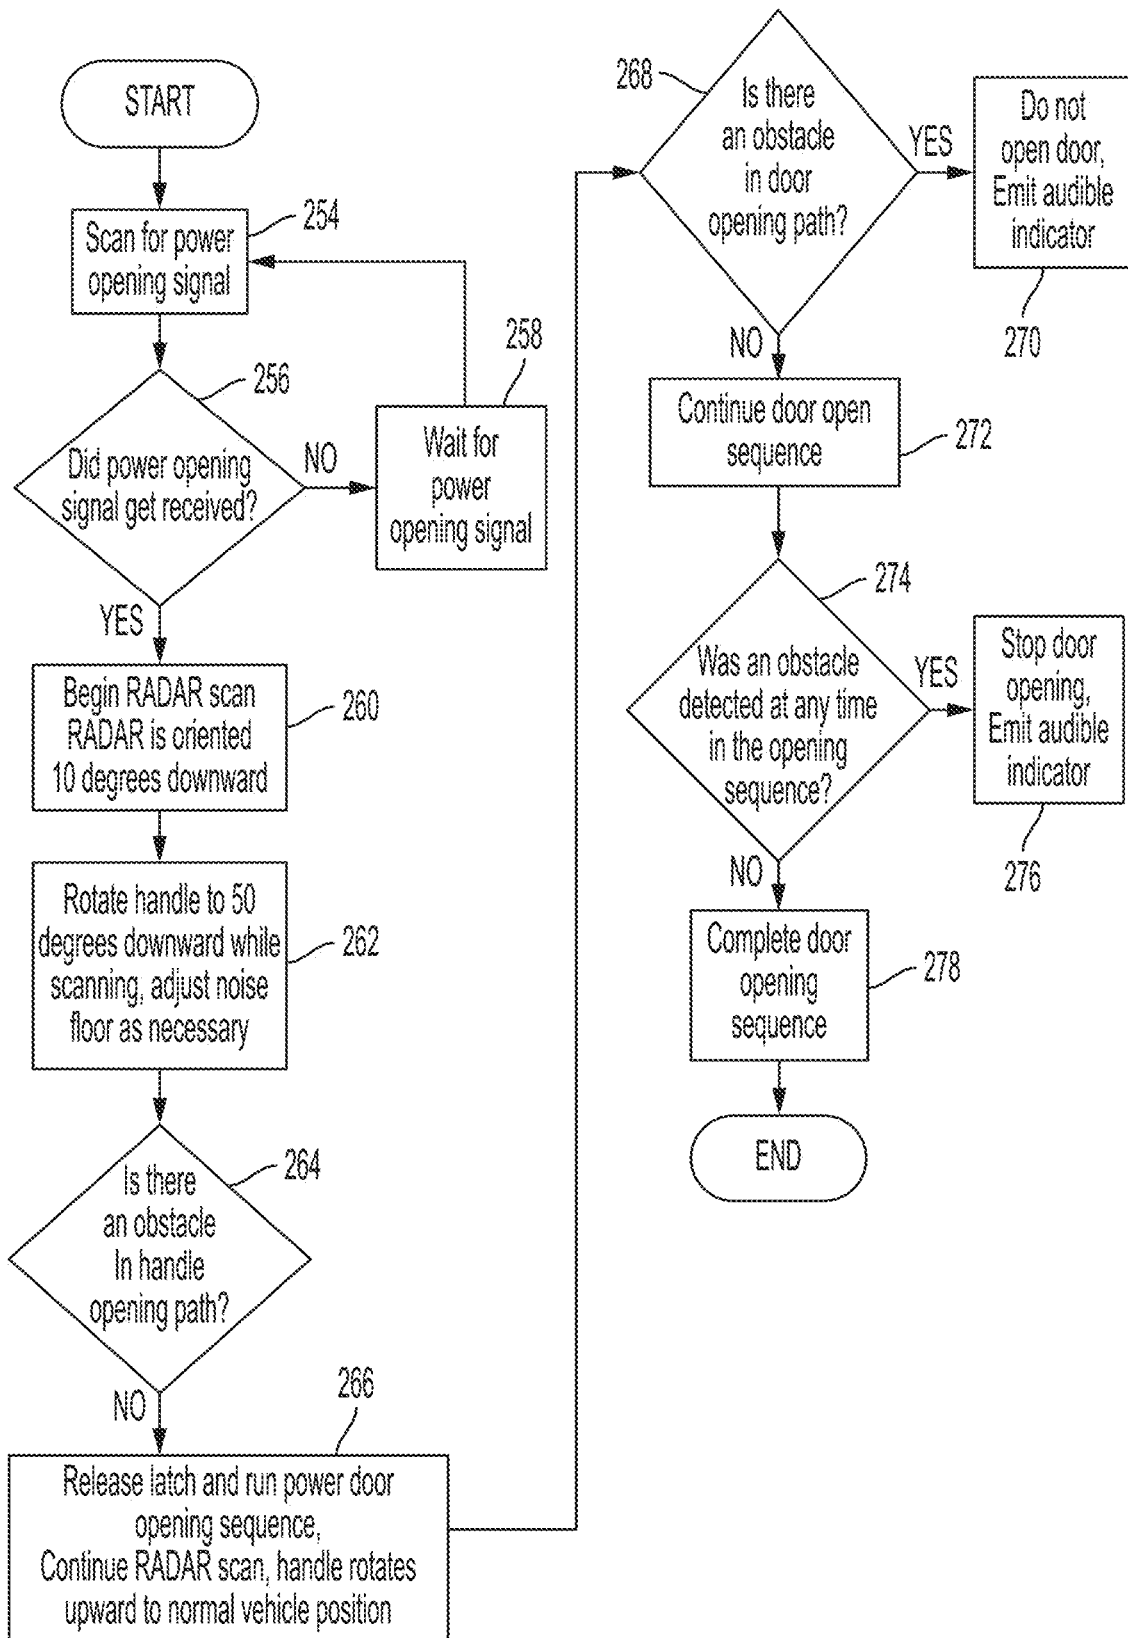 START
254
Scan for power
opening signal
256
Did power opening
signal get received?
NO
258
Wait for
power
opening signal
YES
Begin RADAR scan
RADAR is oriented
10 degrees downward
260
Rotate handle to 50
degrees downward while
scanning, adjust noise
floor as necessary
262
264
Is there
an obstacle
In handle
opening path?
NO
266
Release latch and run power door
opening sequence,
Continue RADAR scan, handle rotates
upward to normal vehicle position
268
Is there
an obstacle
in door
opening path?
YES
Do not
open door,
Emit audible
indicator
270
NO
Continue door open
sequence
272
274
Was an obstacle
detected at any time
in the opening
sequence?
YES
Stop door
opening,
Emit audible
indicator
276
NO
Complete door
opening
sequence
278
END